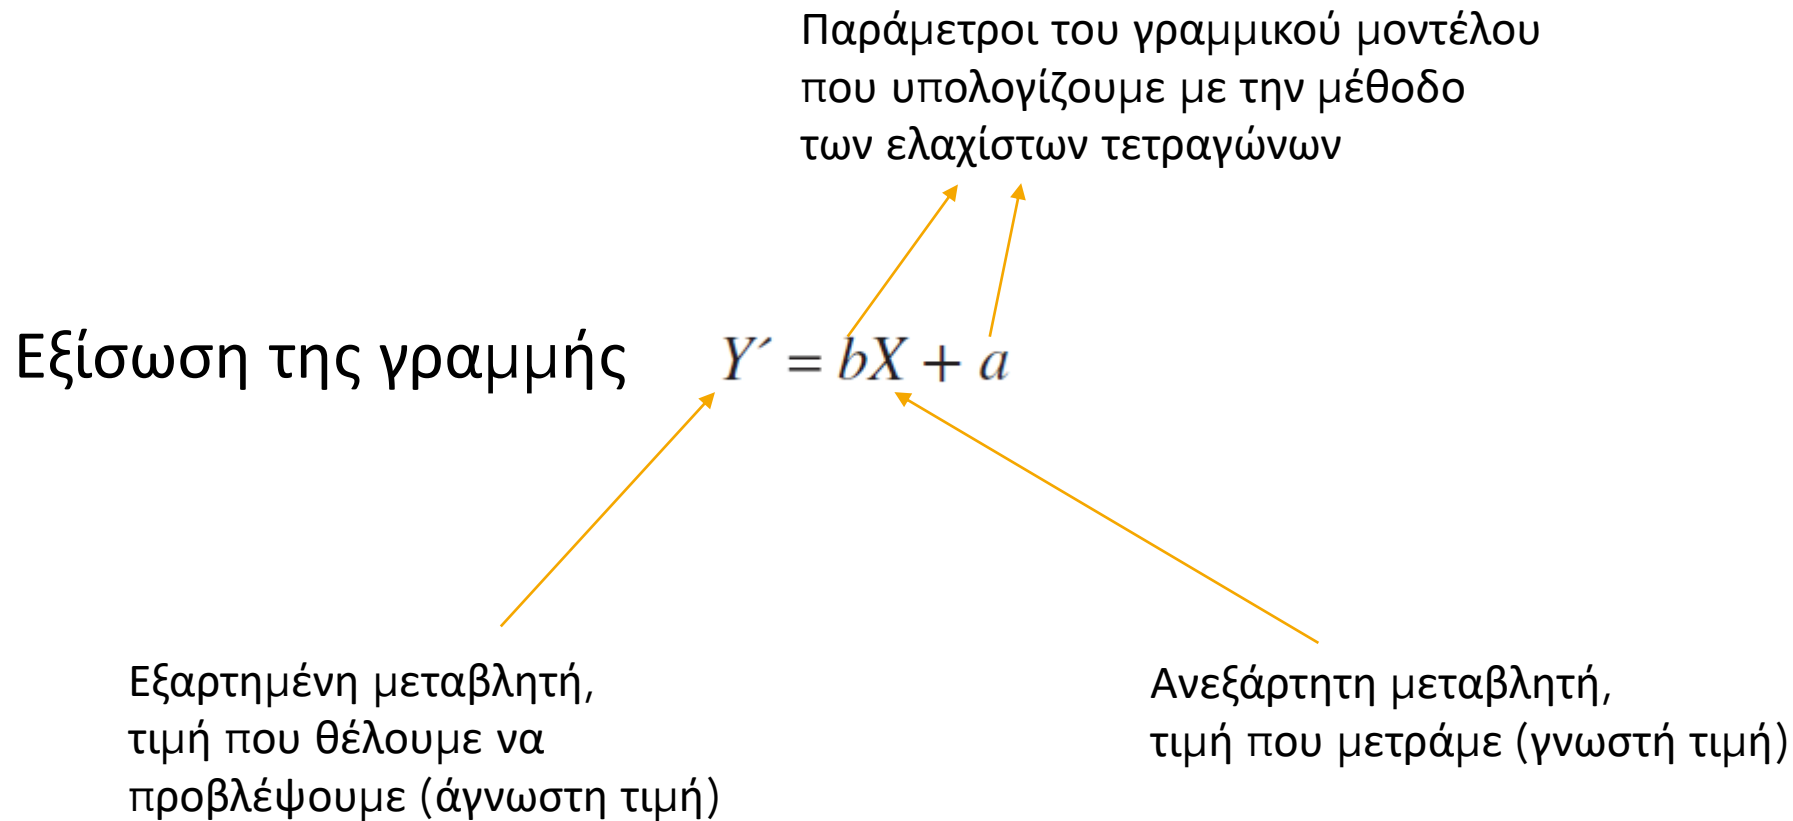 Παράμετροι του γραμμικού μοντέλου
που υπολογίζουμε με την μέθοδο
των ελαχίστων τετραγώνων
Εξίσωση της γραμμής Y´ = bX + a
Εξαρτημένη μεταβλητή,
τιμή που θέλουμε να
προβλέψουμε (άγνωστη τιμή)
Ανεξάρτητη μεταβλητή,
τιμή που μετράμε (γνωστή τιμή)